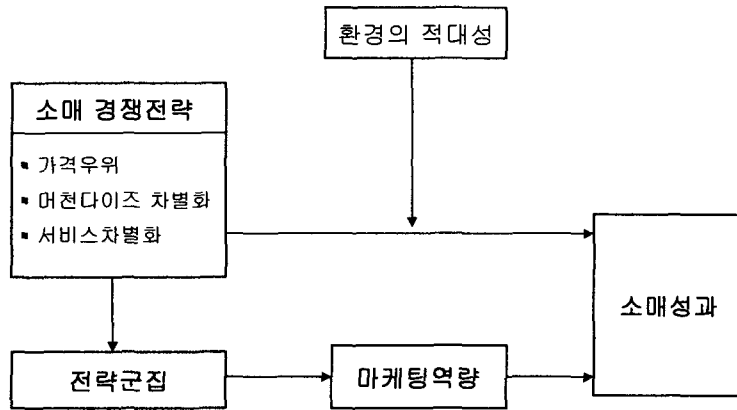 환경의 적대성
소매 경쟁전략
▪ 가격우위
▪ 머천다이즈 차별화
▪ 서비스차별화
소매성과
전략군집
마케팅역량